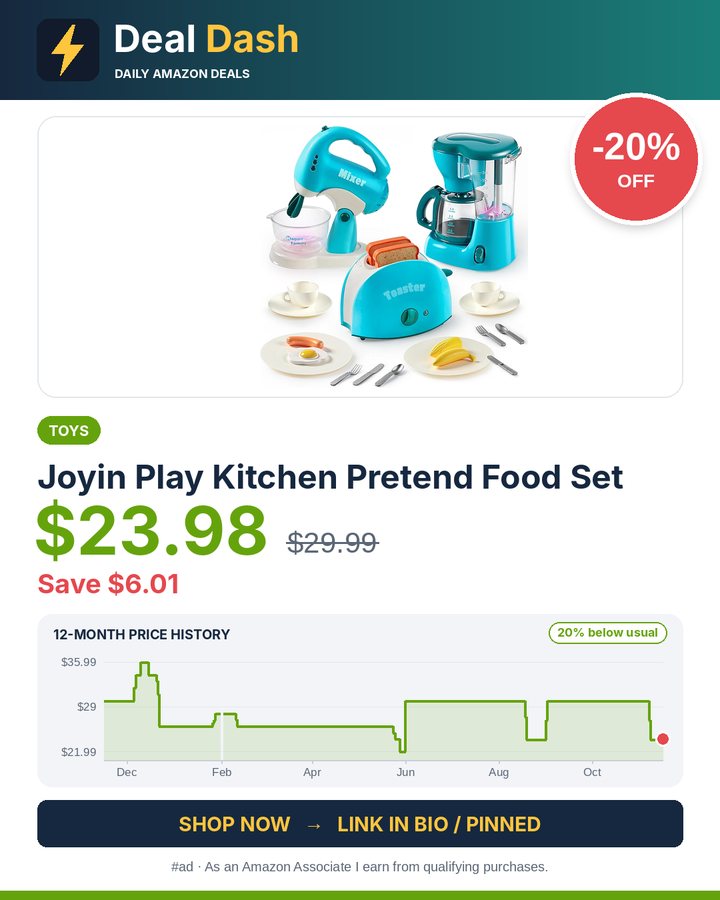 Deal Dash
DAILY AMAZON DEALS
-20%
OFF
Mixer
Toaster
TOYS
Joyin Play Kitchen Pretend Food Set
$23.98 $29.99
Save $6.01
12-MONTH PRICE HISTORY
20% below usual
$35.99
$29
$21.99
Dec Feb Apr Jun Aug Oct
SHOP NOW → LINK IN BIO / PINNED
#ad · As an Amazon Associate I earn from qualifying purchases.